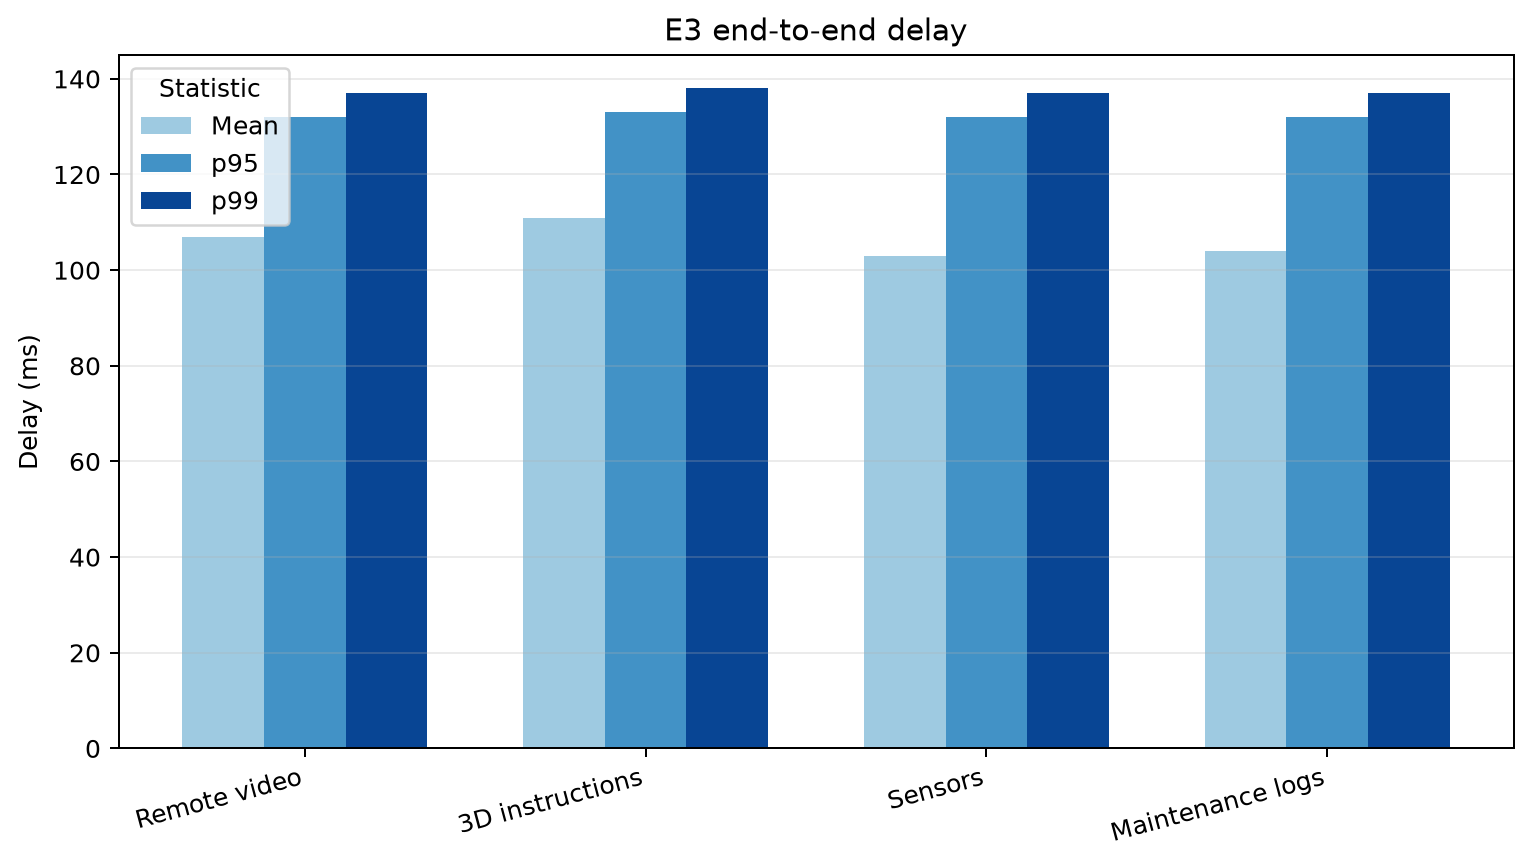 E3 end-to-end delay
Statistic
Mean
p95
p99
Delay (ms)
140
120
100
80
60
40
20
0
Remote video
3D instructions
Sensors
Maintenance logs